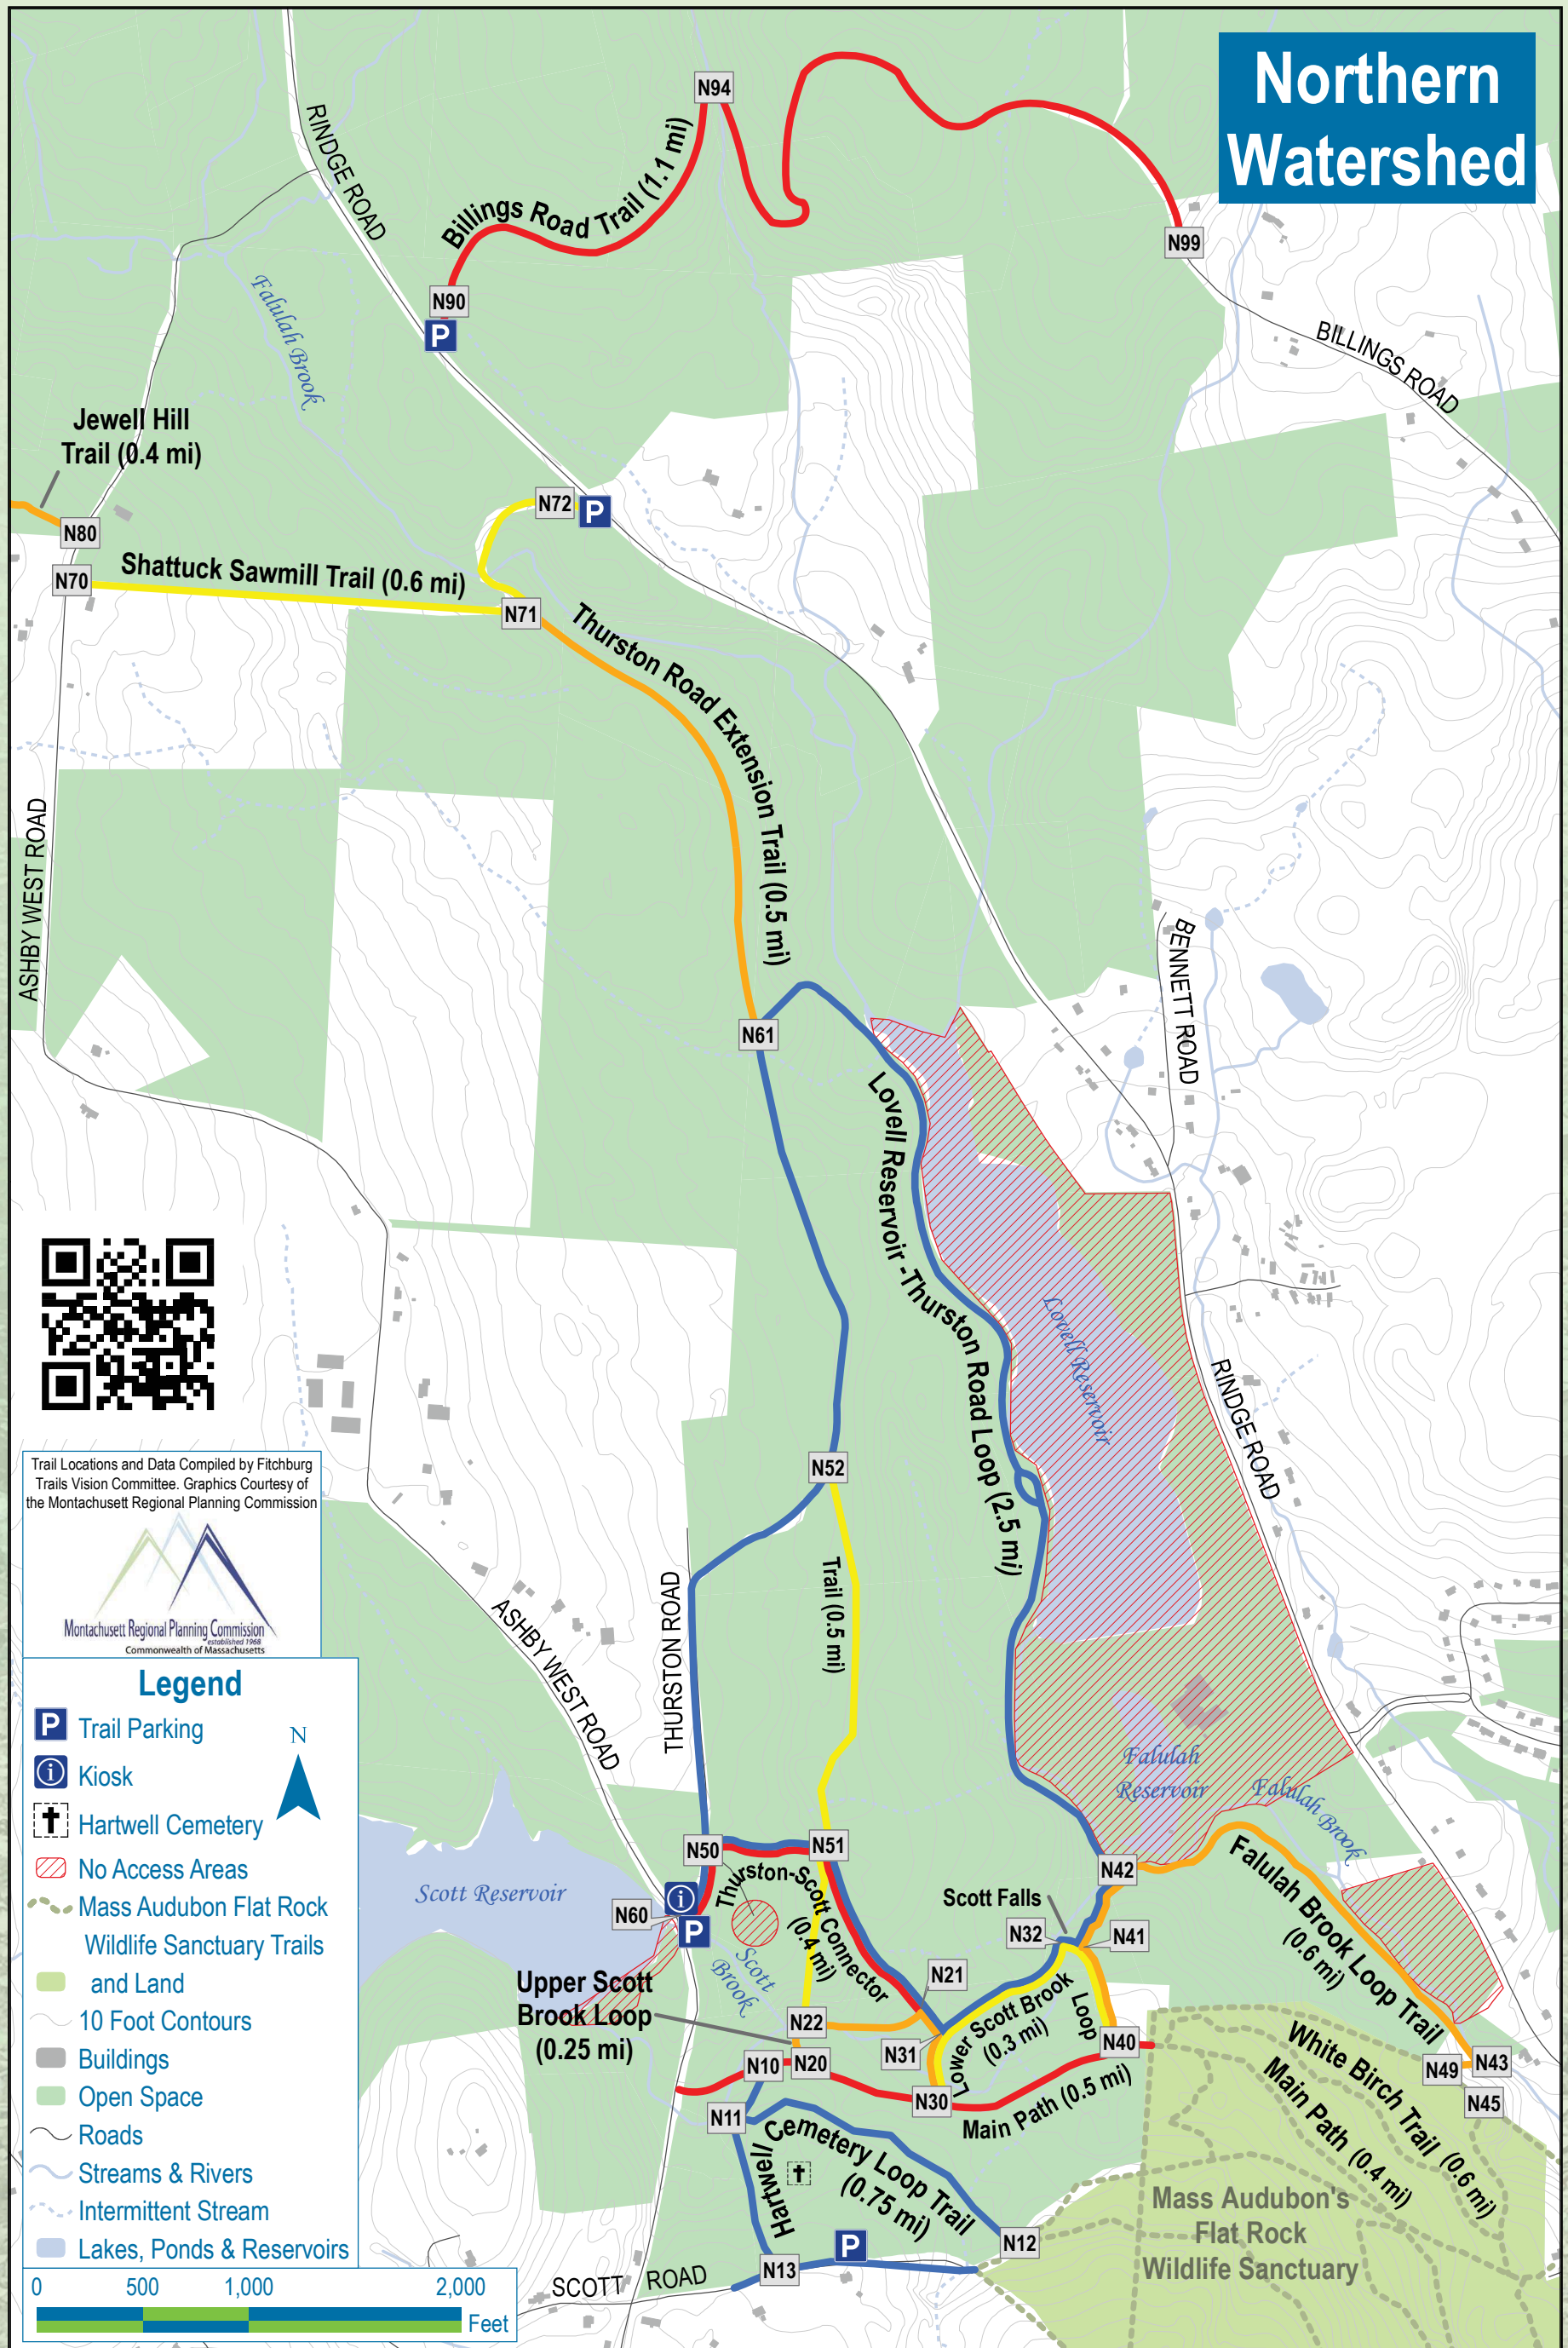 Northern
Watershed
N94
RINDGE ROAD
Billings Road Trail (1.1 mi)
N99
N90
P
Falulah Brook
BILLINGS ROAD
Jewell Hill
Trail (0.4 mi)
N72
P
N80
N70
Shattuck Sawmill Trail (0.6 mi)
N71
Thurston Road Extension Trail (0.5 mi)
ASHBY WEST ROAD
BENNETT ROAD
N61
Lovell Reservoir -Thurston Road Loop (2.5 mi)
Lovell Reservoir
RINDGE ROAD
N52
Trail (0.5 mi)
THURSTON ROAD
ASHBY WEST ROAD
Falulah
Reservoir
Falulah Brook
N50
N51
Thurston-Scott Connector
(0.4 mi)
N42
Falulah Brook Loop Trail
(0.6 mi)
Scott Reservoir
N60
P
Scott Falls
N32
N41
Scott
Brook
N21
Upper Scott
Brook Loop
(0.25 mi)
N22
Lower Scott Brook
Loop
(0.3 mi)
N31
N40
N10
N20
N30
Main Path (0.5 mi)
White Birch Trail (0.6 mi)
Main Path (0.4 mi)
N49
N43
N45
N11
Hartwell
Cemetery Loop Trail
(0.75 mi)
N12
P
N13
SCOTT ROAD
Mass Audubon's
Flat Rock
Wildlife Sanctuary
Trail Locations and Data Compiled by Fitchburg
Trails Vision Committee. Graphics Courtesy of
the Montachusett Regional Planning Commission
Montachusett Regional Planning Commission
established 1968
Commonwealth of Massachusetts
Legend
P Trail Parking
N
i Kiosk
Hartwell Cemetery
No Access Areas
Mass Audubon Flat Rock
Wildlife Sanctuary Trails
and Land
10 Foot Contours
Buildings
Open Space
Roads
Streams & Rivers
Intermittent Stream
Lakes, Ponds & Reservoirs
0 500 1,000 2,000
Feet